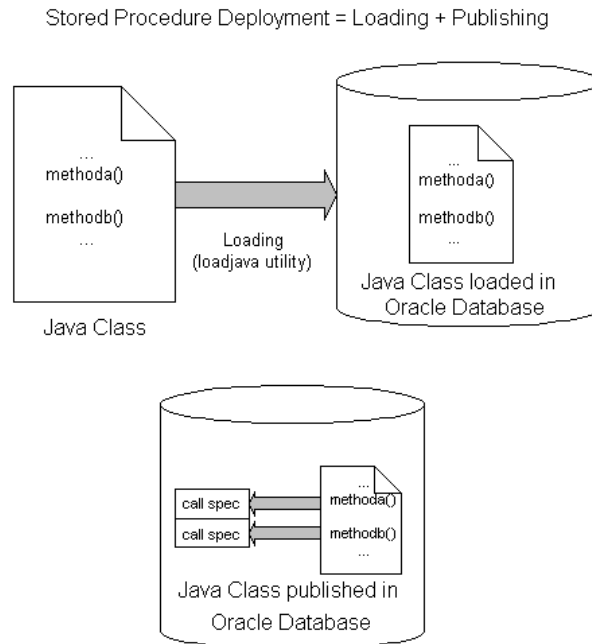 Stored Procedure Deployment = Loading + Publishing
...
methoda()
methodb()
...
Java Class
Loading
(loadjava utility)
...
methoda()
methodb()
...
Java Class loaded in
Oracle Database
call spec
call spec
...
methoda()
methodb()
...
Java Class published in
Oracle Database